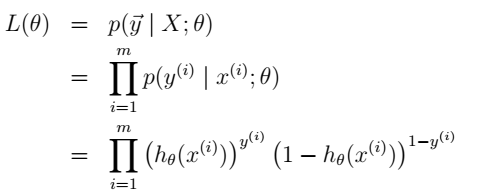 L(θ) = p(y⃗ | X; θ)
= ∏_{i=1}^{m} p(y^{(i)} | x^{(i)}; θ)
= ∏_{i=1}^{m} (h_θ(x^{(i)}))^{y^{(i)}} (1 − h_θ(x^{(i)}))^{1−y^{(i)}}